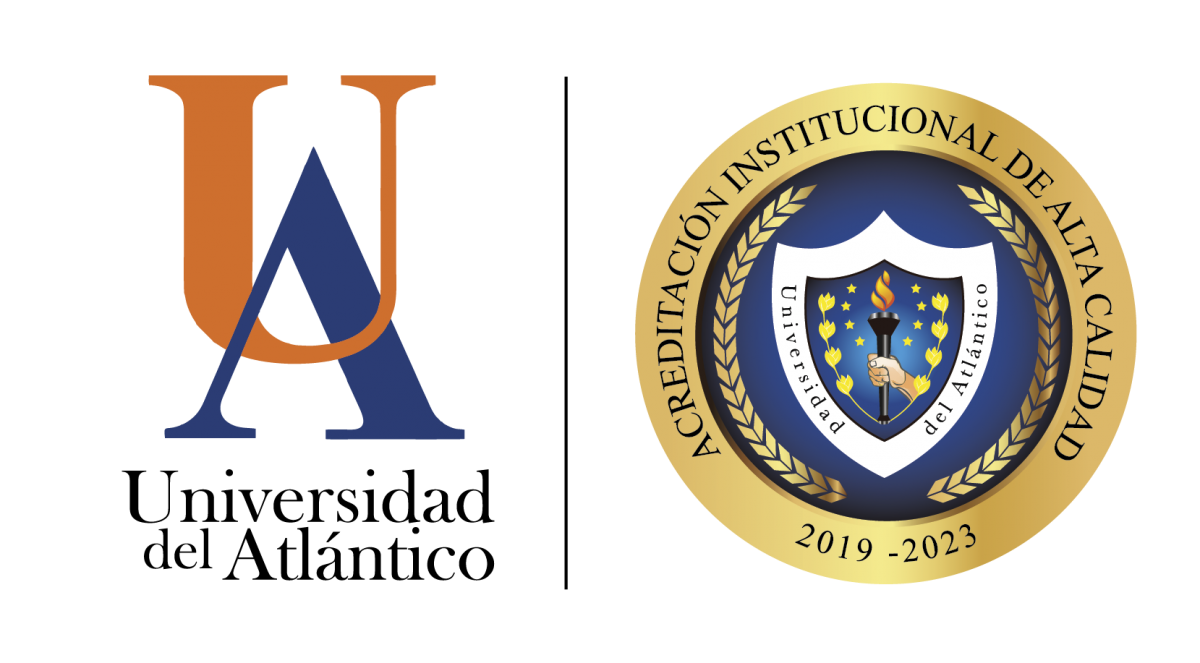 UA
Universidad
del Atlántico
ACREDITACIÓN INSTITUCIONAL DE ALTA CALIDAD
Universidad
del Atlántico
2019 -2023